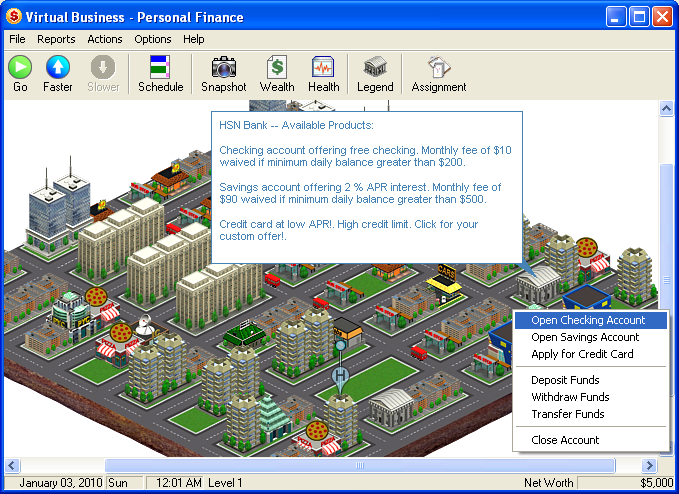 Virtual Business - Personal Finance
File Reports Actions Options Help
Go Faster Slower Schedule Snapshot Wealth Health Legend Assignment
HSN Bank -- Available Products:
Checking account offering free checking. Monthly fee of $10
waived if minimum daily balance greater than $200.
Savings account offering 2 % APR interest. Monthly fee of
$90 waived if minimum daily balance greater than $500.
Credit card at low APR!. High credit limit. Click for your
custom offer!.
CARS
Open Checking Account
Open Savings Account
Apply for Credit Card
Deposit Funds
Withdraw Funds
Transfer Funds
Close Account
H
PIZZA PIZZA
January 03, 2010 Sun 12:01 AM Level 1 Net Worth $5,000